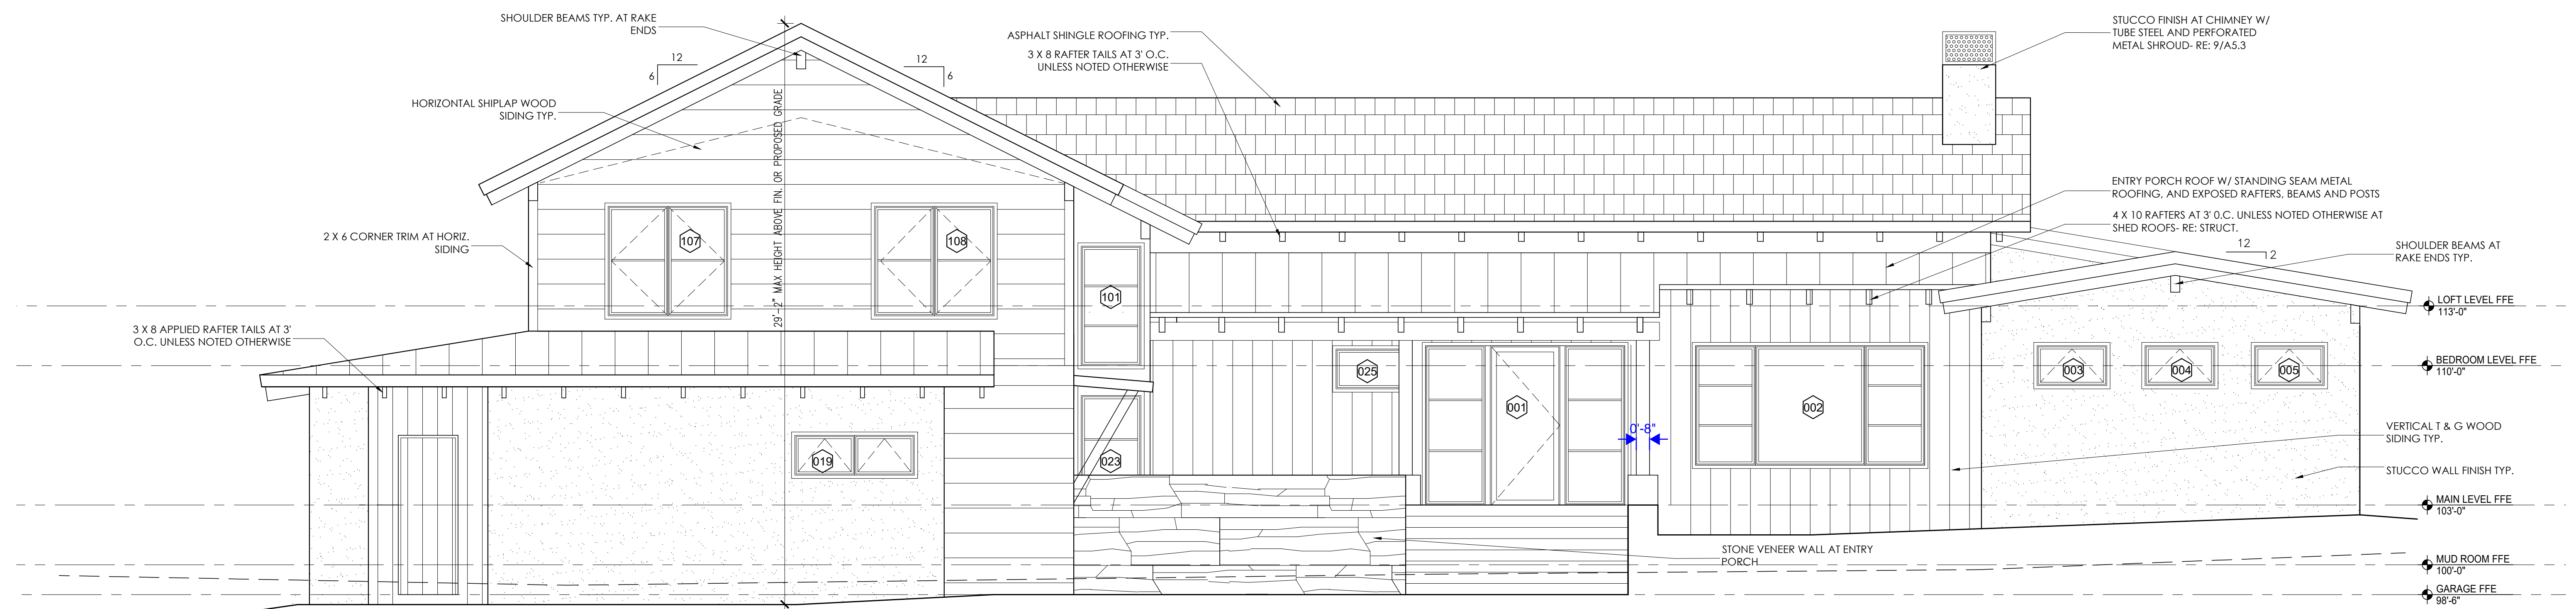 SHOULDER BEAMS TYP. AT RAKE
ENDS
12
6
12
6
HORIZONTAL SHIPLAP WOOD
SIDING TYP.
2 X 6 CORNER TRIM AT HORIZ.
SIDING
3 X 8 APPLIED RAFTER TAILS AT 3'
O.C. UNLESS NOTED OTHERWISE
29'-2" MAX HEIGHT ABOVE FIN. OR PROPOSED GRADE
ASPHALT SHINGLE ROOFING TYP.
3 X 8 RAFTER TAILS AT 3' O.C.
UNLESS NOTED OTHERWISE
STUCCO FINISH AT CHIMNEY W/
TUBE STEEL AND PERFORATED
METAL SHROUD- RE: 9/A5.3
ENTRY PORCH ROOF W/ STANDING SEAM METAL
ROOFING, AND EXPOSED RAFTERS, BEAMS AND POSTS
4 X 10 RAFTERS AT 3' 0.C. UNLESS NOTED OTHERWISE AT
SHED ROOFS- RE: STRUCT.
12
2
SHOULDER BEAMS AT
RAKE ENDS TYP.
107
108
101
025
001
002
003
004
005
019
023
0'-8"
LOFT LEVEL FFE
113'-0"
BEDROOM LEVEL FFE
110'-0"
VERTICAL T & G WOOD
SIDING TYP.
STUCCO WALL FINISH TYP.
MAIN LEVEL FFE
103'-0"
STONE VENEER WALL AT ENTRY
PORCH
MUD ROOM FFE
100'-0"
GARAGE FFE
98'-6"